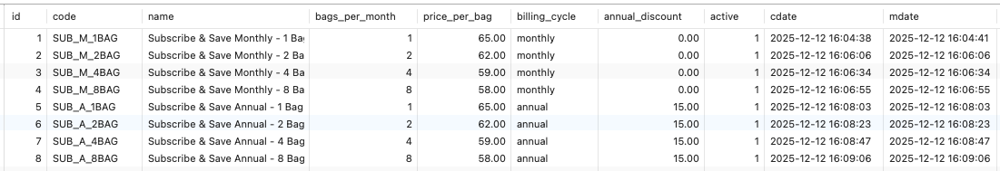 id code name bags_per_month price_per_bag billing_cycle annual_discount active cdate mdate
1 SUB_M_1BAG Subscribe & Save Monthly - 1 Bag 1 65.00 monthly 0.00 1 2025-12-12 16:04:38 2025-12-12 16:04:41
2 SUB_M_2BAG Subscribe & Save Monthly - 2 Ba 2 62.00 monthly 0.00 1 2025-12-12 16:06:06 2025-12-12 16:06:06
3 SUB_M_4BAG Subscribe & Save Monthly - 4 Ba 4 59.00 monthly 0.00 1 2025-12-12 16:06:34 2025-12-12 16:06:34
4 SUB_M_8BAG Subscribe & Save Monthly - 8 Ba 8 58.00 monthly 0.00 1 2025-12-12 16:06:55 2025-12-12 16:06:55
5 SUB_A_1BAG Subscribe & Save Annual - 1 Bag 1 65.00 annual 15.00 1 2025-12-12 16:08:03 2025-12-12 16:08:03
6 SUB_A_2BAG Subscribe & Save Annual - 2 Bag 2 62.00 annual 15.00 1 2025-12-12 16:08:23 2025-12-12 16:08:23
7 SUB_A_4BAG Subscribe & Save Annual - 4 Bag 4 59.00 annual 15.00 1 2025-12-12 16:08:47 2025-12-12 16:08:47
8 SUB_A_8BAG Subscribe & Save Annual - 8 Bag 8 58.00 annual 15.00 1 2025-12-12 16:09:06 2025-12-12 16:09:06